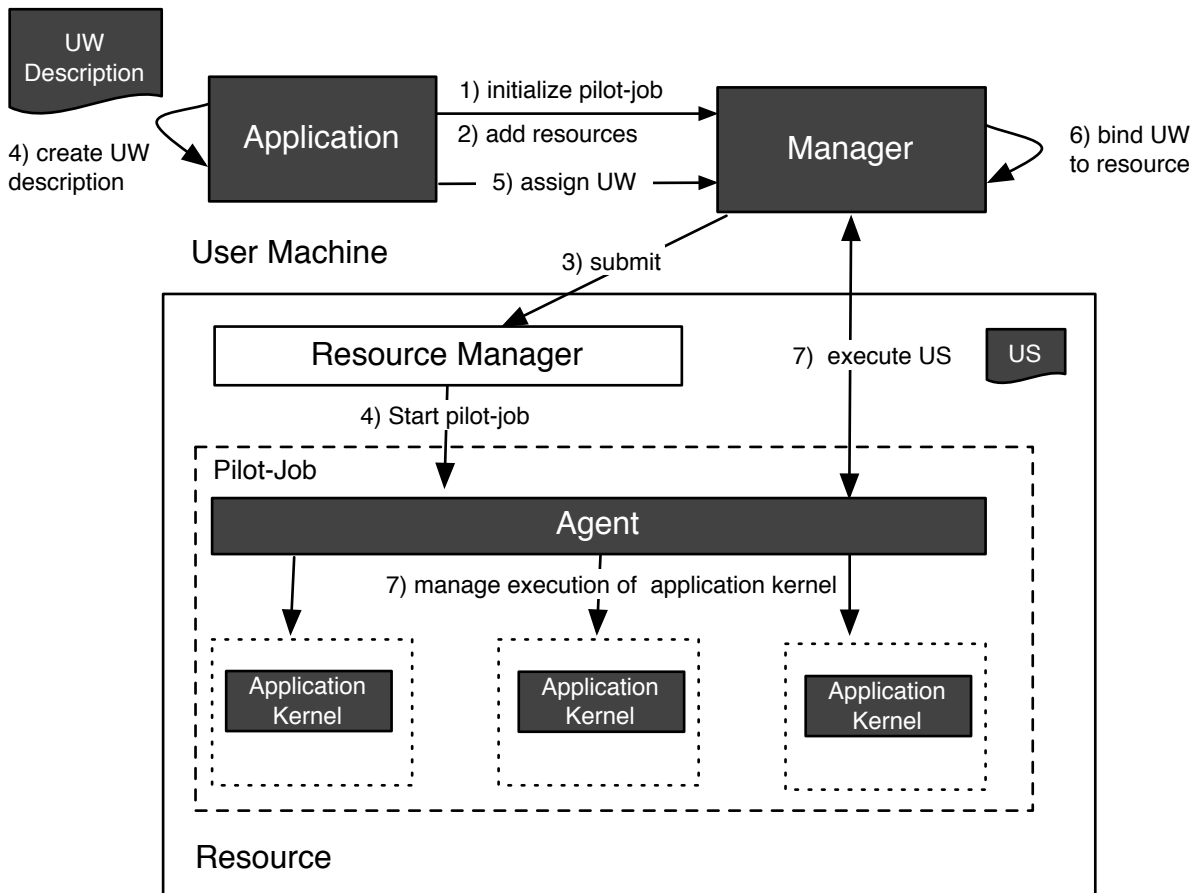 UW
Description
1) initialize pilot-job
Application
2) add resources
Manager
4) create UW
description
5) assign UW
6) bind UW
to resource
User Machine
3) submit
Resource Manager
7) execute US
US
4) Start pilot-job
Pilot-Job
Agent
7) manage execution of application kernel
Application
Kernel
Application
Kernel
Application
Kernel
Resource